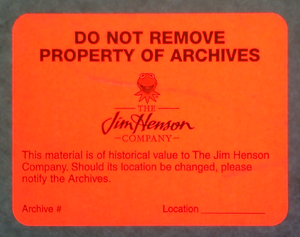 DO NOT REMOVE
PROPERTY OF ARCHIVES
THE
Jim Henson
COMPANY
This material is of historical value to The Jim Henson
Company. Should its location be changed, please
notify the Archives.
Archive # Location ____________